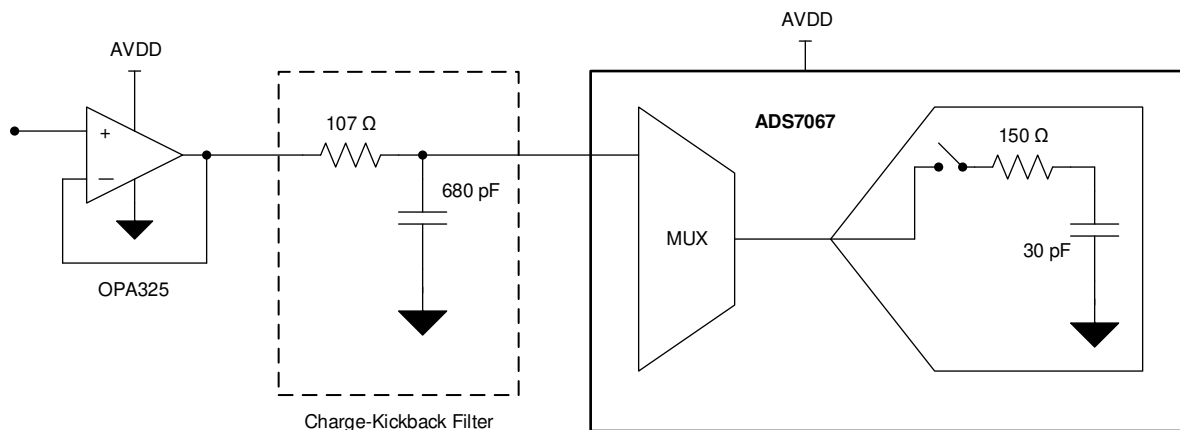 AVDD
AVDD
107 Ω
ADS7067
150 Ω
+
−
680 pF
MUX
30 pF
OPA325
Charge-Kickback Filter